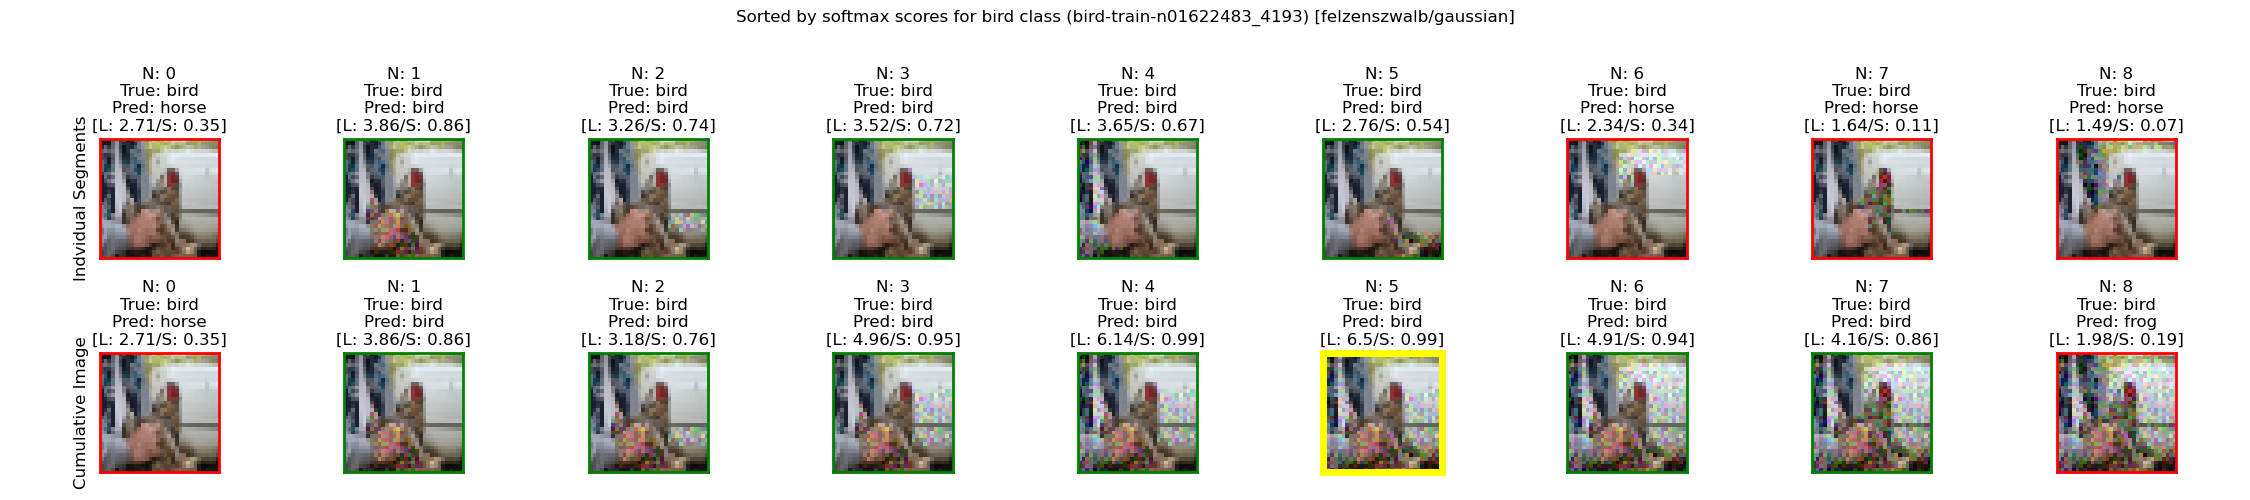 Sorted by softmax scores for bird class (bird-train-n01622483_4193) [felzenszwalb/gaussian]
Indvidual Segments
N: 0
True: bird
Pred: horse
[L: 2.71/S: 0.35]
N: 1
True: bird
Pred: bird
[L: 3.86/S: 0.86]
N: 2
True: bird
Pred: bird
[L: 3.26/S: 0.74]
N: 3
True: bird
Pred: bird
[L: 3.52/S: 0.72]
N: 4
True: bird
Pred: bird
[L: 3.65/S: 0.67]
N: 5
True: bird
Pred: bird
[L: 2.76/S: 0.54]
N: 6
True: bird
Pred: horse
[L: 2.34/S: 0.34]
N: 7
True: bird
Pred: horse
[L: 1.64/S: 0.11]
N: 8
True: bird
Pred: horse
[L: 1.49/S: 0.07]
Cumulative Image
N: 0
True: bird
Pred: horse
[L: 2.71/S: 0.35]
N: 1
True: bird
Pred: bird
[L: 3.86/S: 0.86]
N: 2
True: bird
Pred: bird
[L: 3.18/S: 0.76]
N: 3
True: bird
Pred: bird
[L: 4.96/S: 0.95]
N: 4
True: bird
Pred: bird
[L: 6.14/S: 0.99]
N: 5
True: bird
Pred: bird
[L: 6.5/S: 0.99]
N: 6
True: bird
Pred: bird
[L: 4.91/S: 0.94]
N: 7
True: bird
Pred: bird
[L: 4.16/S: 0.86]
N: 8
True: bird
Pred: frog
[L: 1.98/S: 0.19]